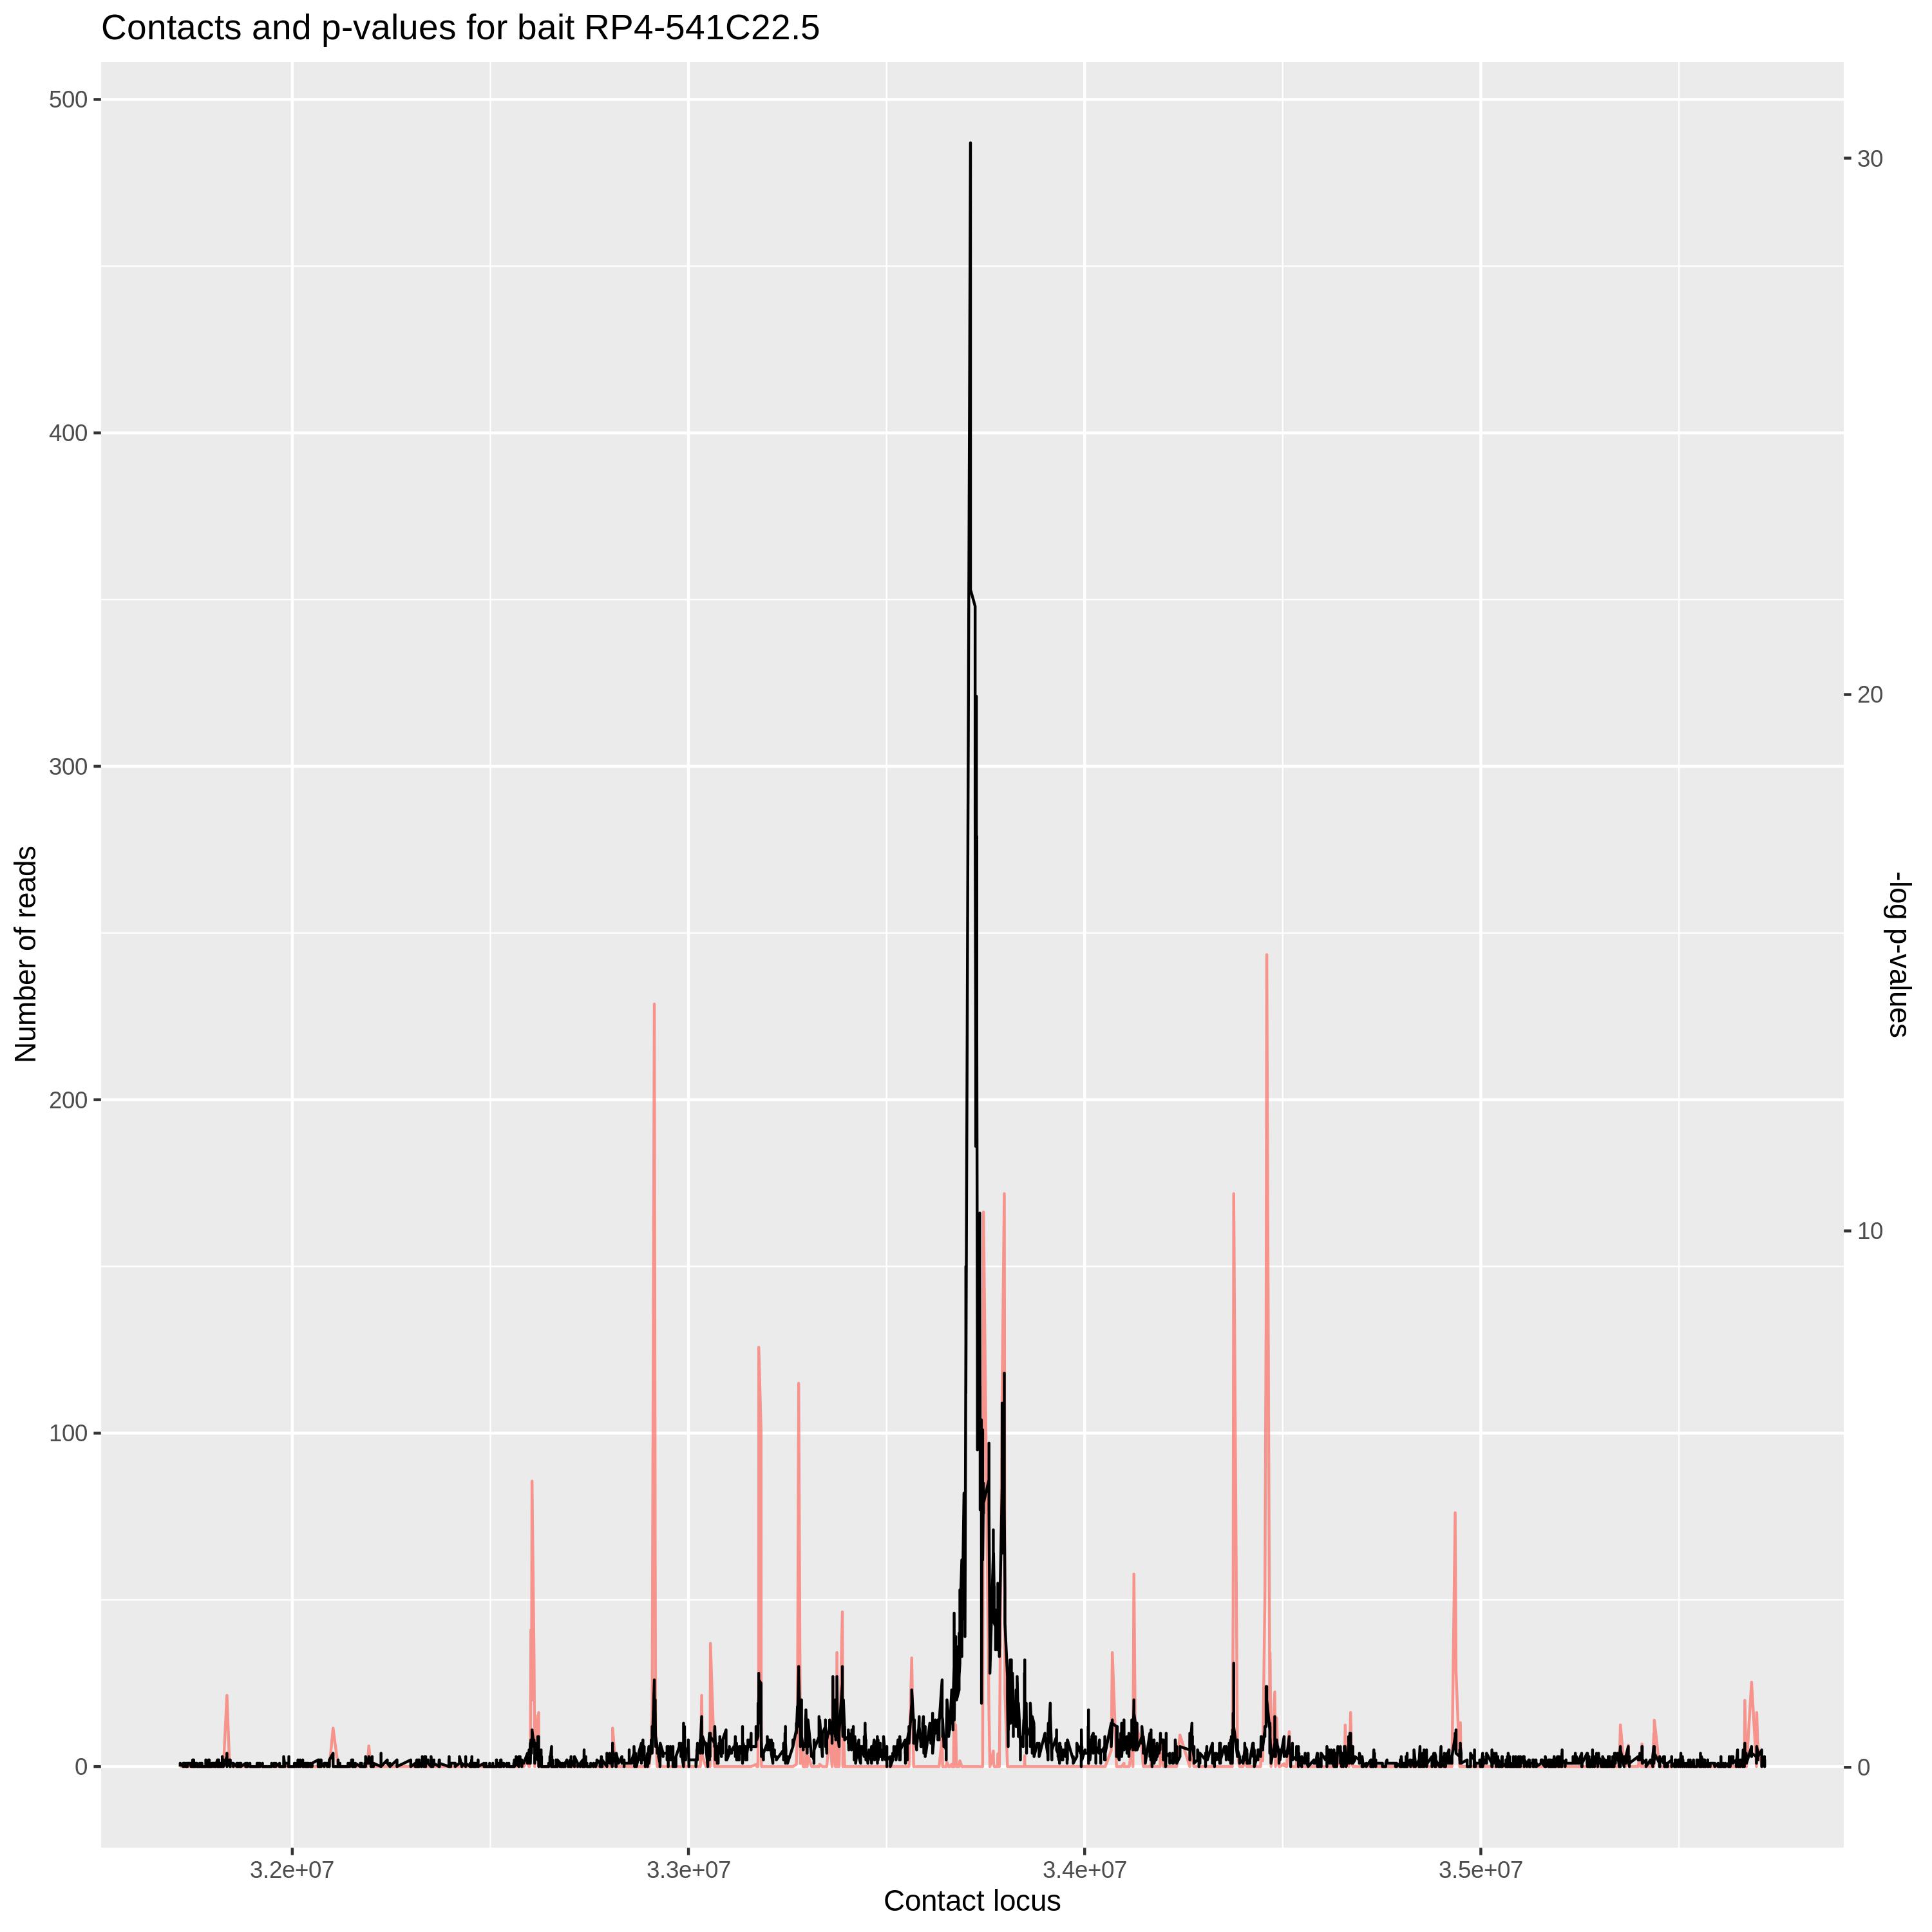 Contacts and p-values for bait RP4-541C22.5
500
400
300
200
100
0
Number of reads
30
20
10
0
-log p-values
3.2e+07 3.3e+07 3.4e+07 3.5e+07
Contact locus